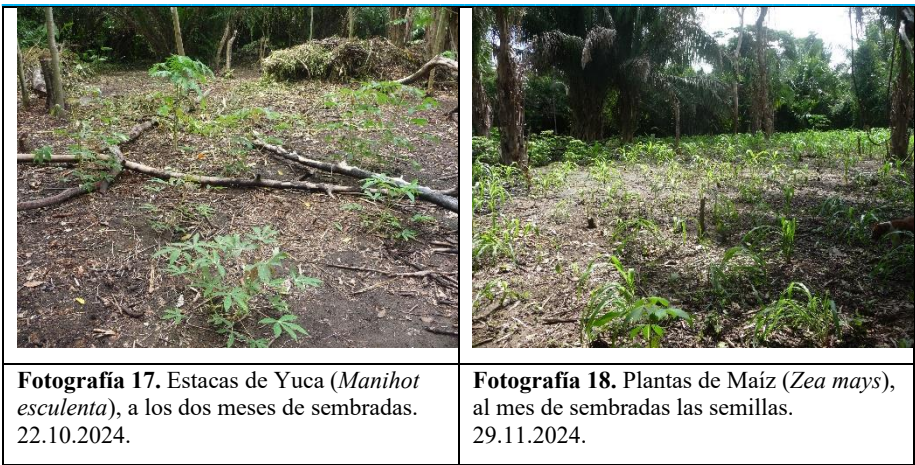 Fotografía 17. Estacas de Yuca (Manihot
esculenta), a los dos meses de sembradas.
22.10.2024.
Fotografía 18. Plantas de Maíz (Zea mays),
al mes de sembradas las semillas.
29.11.2024.